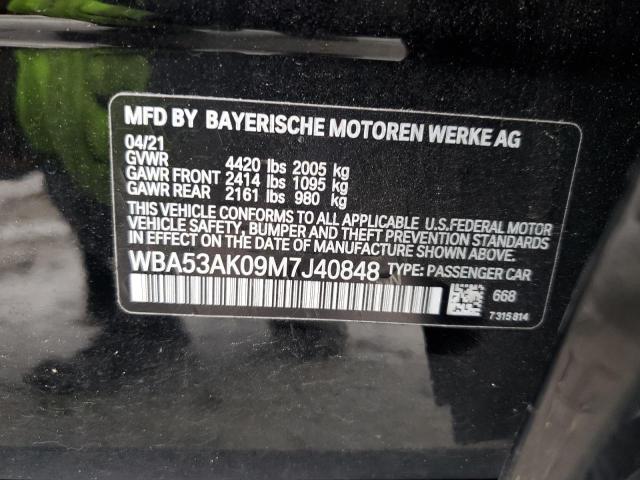 MFD BY BAYERISCHE MOTOREN WERKE AG
04/21
GVWR 4420 lbs 2005 kg
GAWR FRONT 2414 lbs 1095 kg
GAWR REAR 2161 lbs 980 kg
THIS VEHICLE CONFORMS TO ALL APPLICABLE U.S.FEDERAL MOTOR
VEHICLE SAFETY, BUMPER AND THEFT PREVENTION STANDARDS
IN EFFECT ON THE DATE OF MANUFACTURE SHOWN ABOVE.
WBA53AK09M7J40848 TYPE: PASSENGER CAR
668
7315814